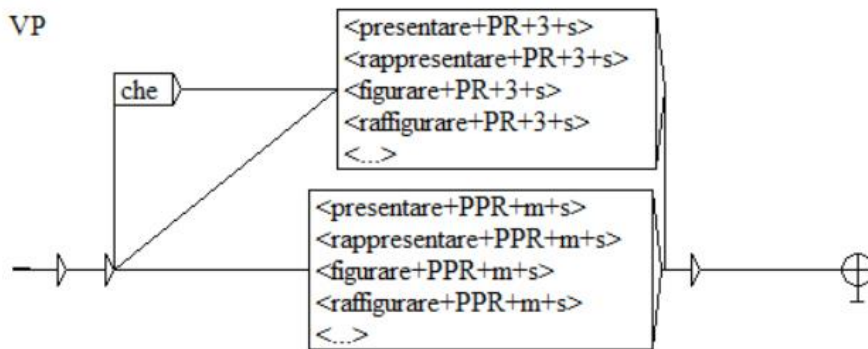 VP
che
<presentare+PR+3+s>
<rappresentare+PR+3+s>
<figurare+PR+3+s>
<raffigurare+PR+3+s>
<...>
<presentare+PPR+m+s>
<rappresentare+PPR+m+s>
<figurare+PPR+m+s>
<raffigurare+PPR+m+s>
<...>